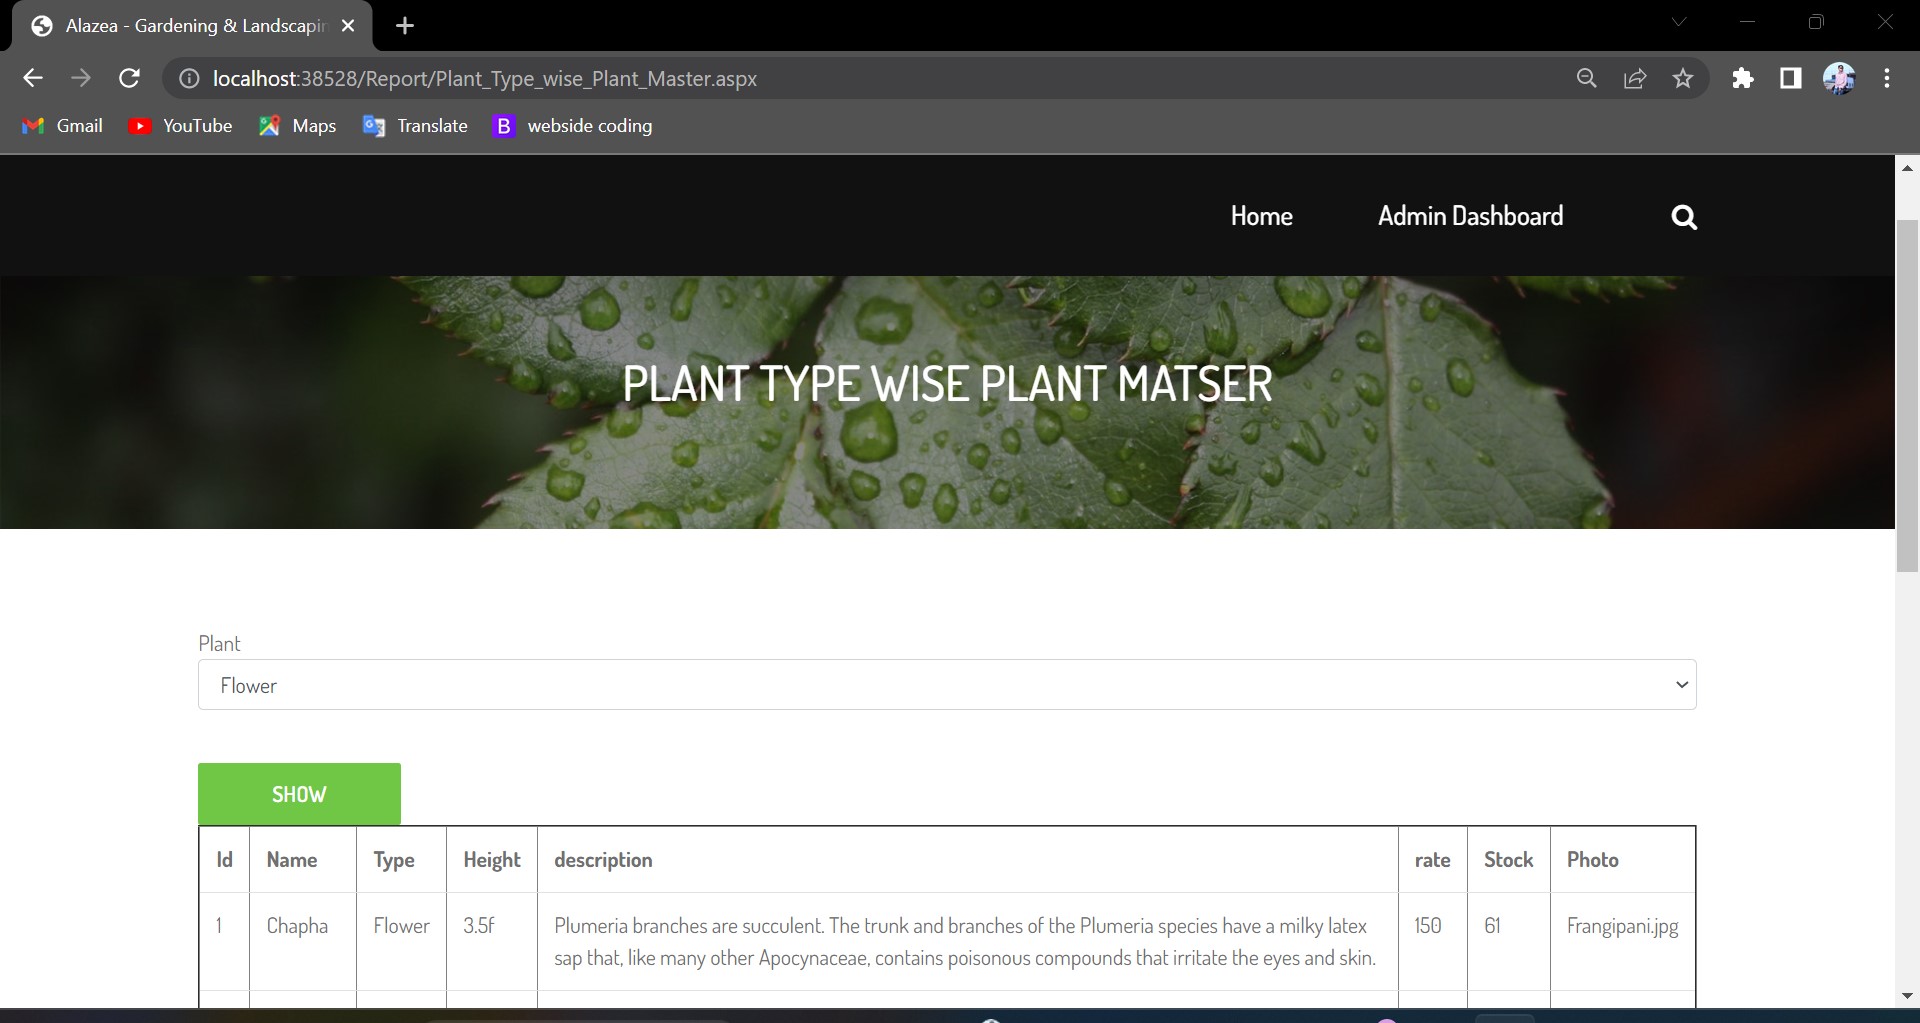 Alazea - Gardening & Landscapin
localhost:38528/Report/Plant_Type_wise_Plant_Master.aspx
Gmail YouTube Maps Translate B webside coding
Home Admin Dashboard
PLANT TYPE WISE PLANT MATSER
Plant
Flower
SHOW
Id Name Type Height description rate Stock Photo
1 Chapha Flower 3.5f Plumeria branches are succulent. The trunk and branches of the Plumeria species have a milky latex 150 61 Frangipani.jpg
sap that, like many other Apocynaceae, contains poisonous compounds that irritate the eyes and skin.